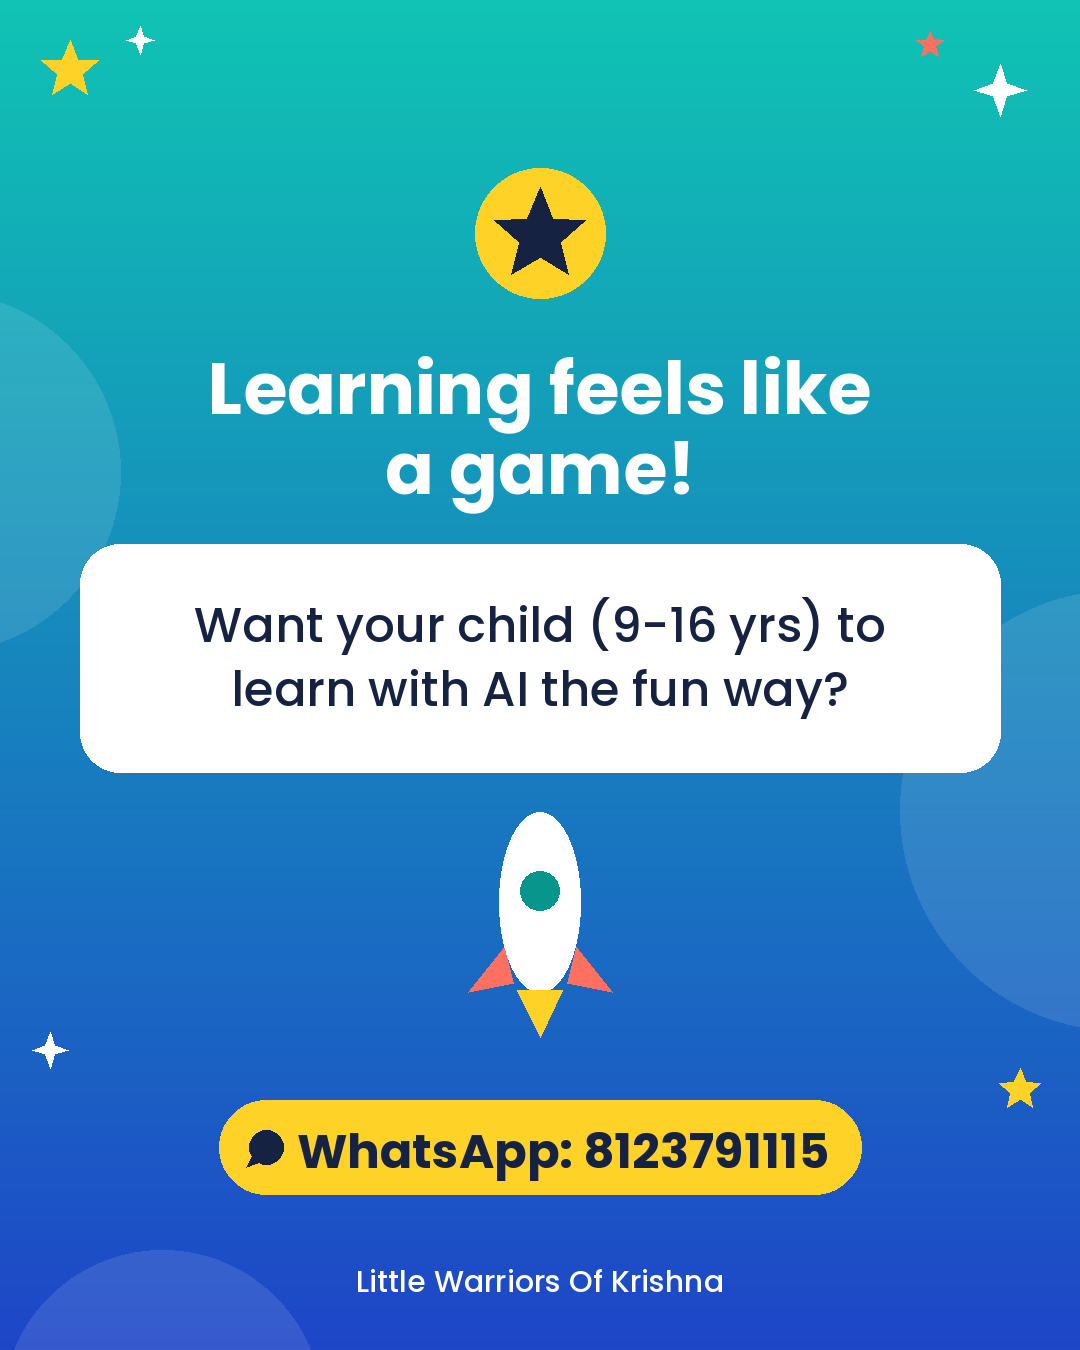 Learning feels like
a game!
Want your child (9-16 yrs) to
learn with AI the fun way?
WhatsApp: 8123791115
Little Warriors Of Krishna